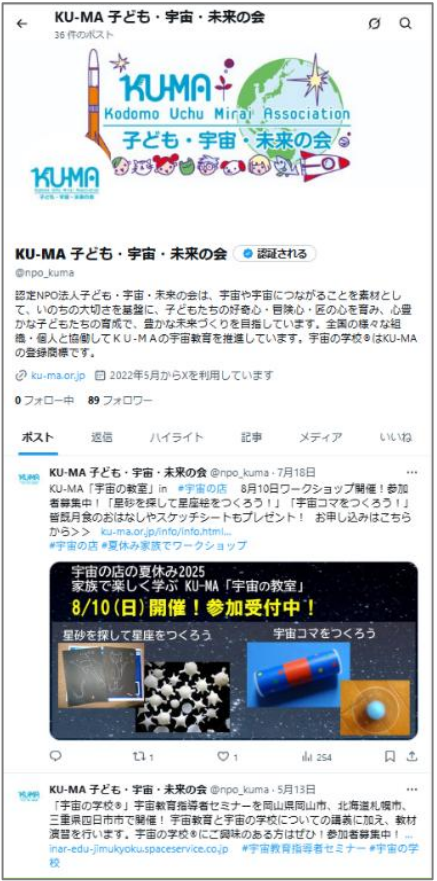 KU-MA 子ども・宇宙・未来の会
36 件のポスト
KU-MA
Kodomo Uchu Mirai Association
子ども・宇宙・未来の会
KU-MA
子ども・宇宙・未来の会
KU-MA 子ども・宇宙・未来の会 認証される
@npo_kuma
認定NPO法人子ども・宇宙・未来の会は、宇宙や宇宙につながることを素材とし
て、いのちの大切さを基盤に、子どもたちの好奇心・冒険心・匠の心を育み、心豊
かな子どもたちの育成で、豊かな未来づくりを目指しています。全国の様々な組
織・個人と協働してＫＵ-ＭＡの宇宙教育を推進しています。宇宙の学校®はKU-MA
の登録商標です。
ku-ma.or.jp 2022年5月からXを利用しています
0 フォロー中 89 フォロワー
ポスト 返信 ハイライト 記事 メディア いいね
KU-MA 子ども・宇宙・未来の会 @npo_kuma · 7月18日
KU-MA「宇宙の教室」in #宇宙の店 8月10日ワークショップ開催！参加
者募集中！「星砂を探して星座絵をつくろう！」「宇宙コマをつくろう！」
皆既月食のおはなしやスケッチシートもプレゼント！ お申し込みはこちら
から＞＞ ku-ma.or.jp/info/info.html...
#宇宙の店 #夏休み家族でワークショップ
宇宙の店の夏休み2025
家族で楽しく学ぶ KU-MA「宇宙の教室」
8/10(日)開催！参加受付中！
星砂を探して星座をつくろう 宇宙コマをつくろう
1 1 254
KU-MA 子ども・宇宙・未来の会 @npo_kuma · 5月13日
「宇宙の学校®」宇宙教育指導者セミナーを岡山県岡山市、北海道札幌市、
三重県四日市市で開催！ 宇宙教育と宇宙の学校についての講義に加え、教材
演習を行います。宇宙の学校®にご興味のある方はぜひ！参加者募集中！ ...
inar-edu-jimukyoku.spaceservice.co.jp #宇宙教育指導者セミナー #宇宙の学
校